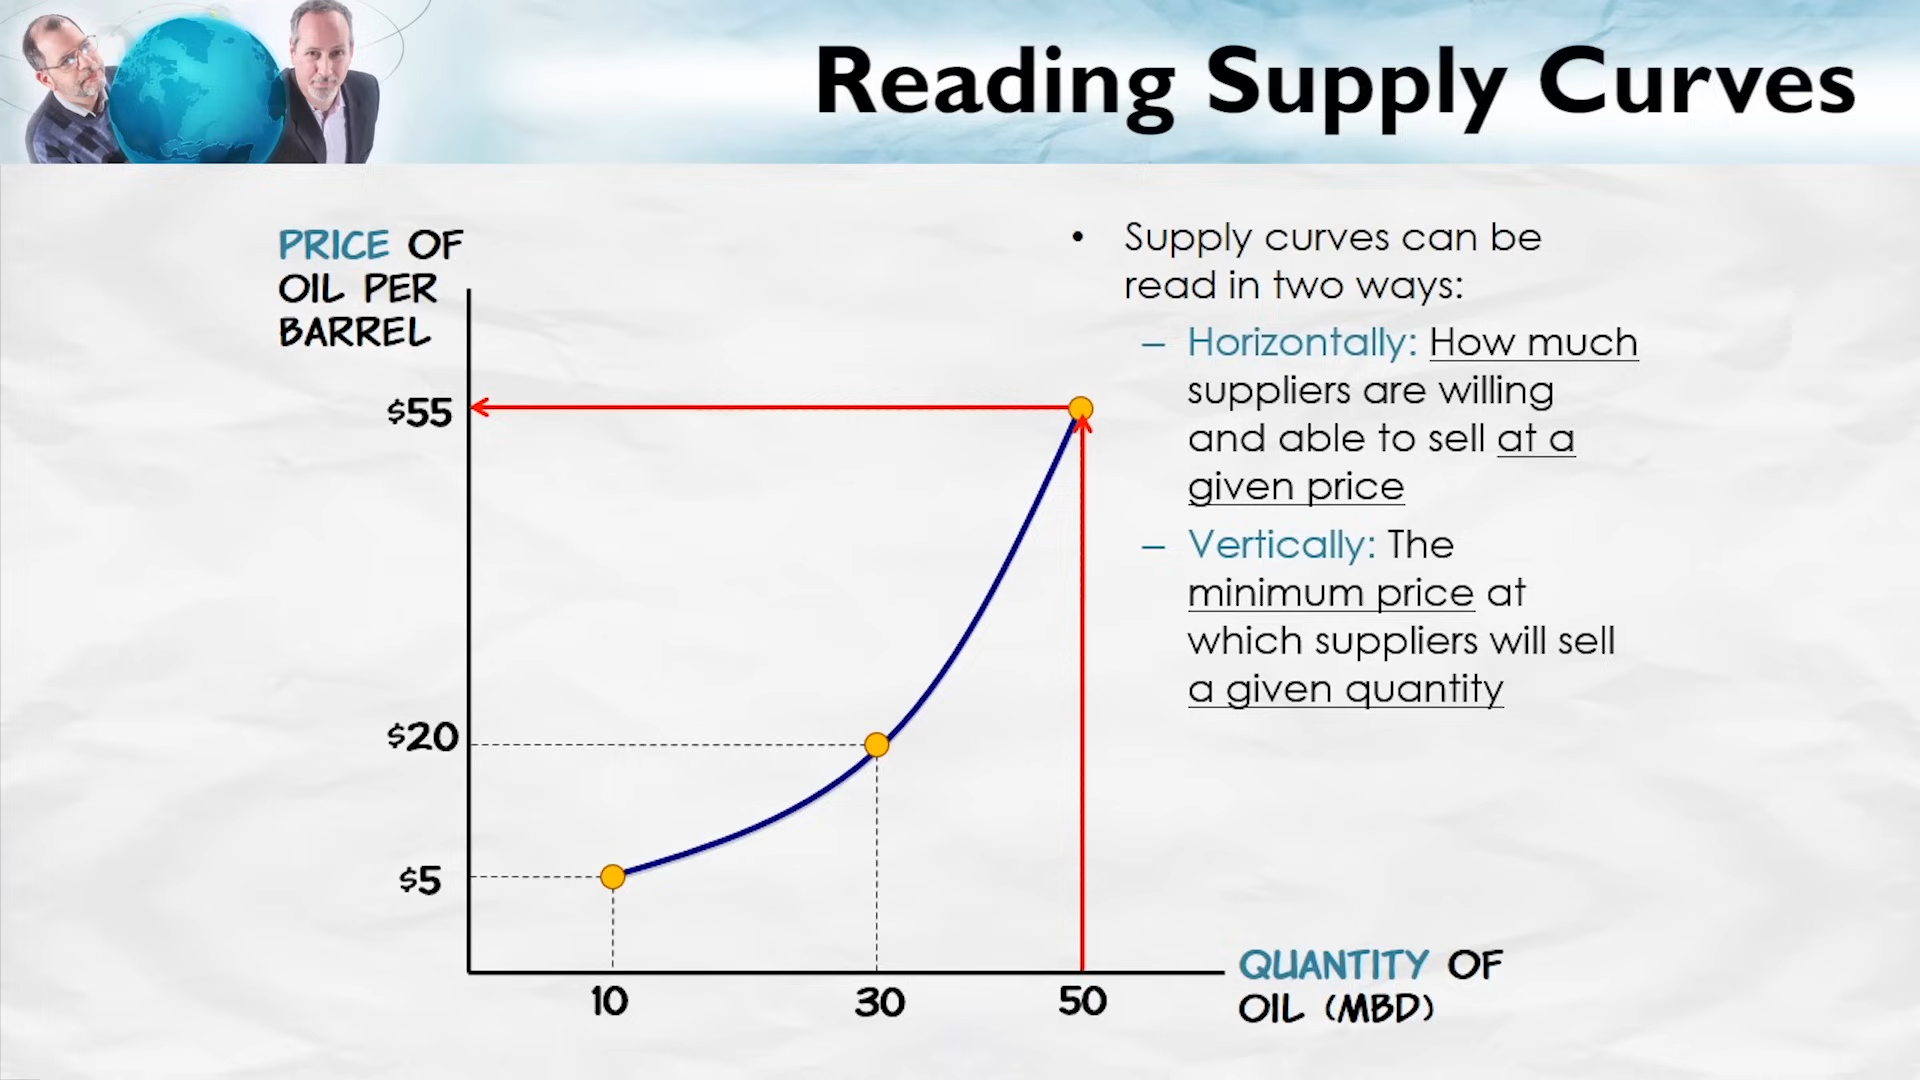 Reading Supply Curves
PRICE OF
OIL PER
BARREL
$55
$20
$5
10
30
50
QUANTITY OF
OIL (MBD)
• Supply curves can be
read in two ways:
– Horizontally: How much
suppliers are willing
and able to sell at a
given price
– Vertically: The
minimum price at
which suppliers will sell
a given quantity